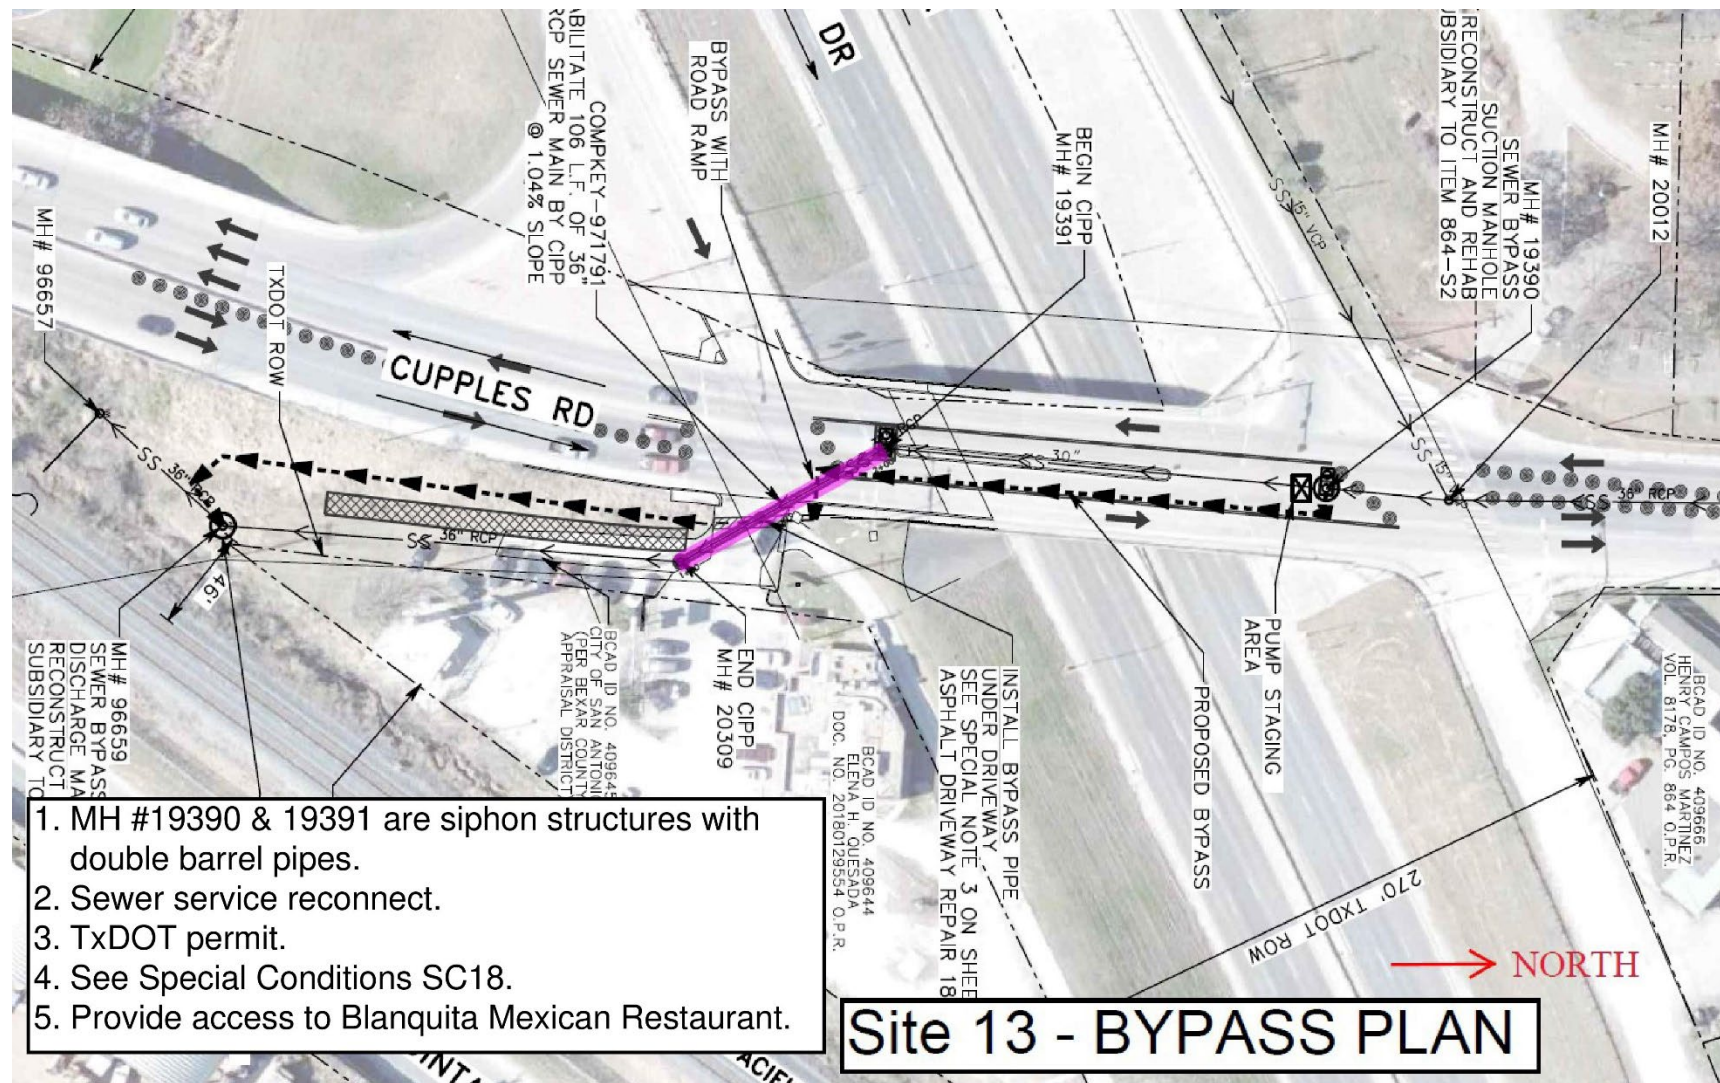 DR
BYPASS WITH
ROAD RAMP
COMPKEY-971791
ABILITATE 106 L.F. OF 36"
RCP SEWER MAIN BY CIPP
@ 1.04% SLOPE
BEGIN CIPP
MH# 19391
SS 15" VCP
MH# 19390
SEWER BYPASS
SUCTION MANHOLE
RECONSTRUCT AND REHAB
UBSIDIARY TO ITEM 864-S2
MH# 20012
MH# 96657
TXDOT ROW
CUPPLES RD
SS 36" RCP
SS 36" RCP
RCP
SS 30"
SS 15"
SS 36" RCP
46'
MH# 96659
SEWER BYPASS
DISCHARGE MA
RECONSTRUCT
SUBSIDIARY TO
BCAD ID NO. 409645
CITY OF SAN ANTONIO
(PER BEXAR COUNTY
APPRAISAL DISTRICT
END CIPP
MH# 20309
BCAD ID NO. 409644
ELENA H. QUESADA
DOC. NO. 20180129554 O.P.R.
INSTALL BYPASS PIPE
UNDER DRIVEWAY
SEE SPECIAL NOTE 3 ON SHEE
ASPHALT DRIVEWAY REPAIR 18
PROPOSED BYPASS
PUMP STAGING
AREA
BCAD ID NO. 409666
HENRY CAMPOS MARTINEZ
VOL. 8178, PG. 864 O.P.R.
270' TXDOT ROW
NORTH
1. MH #19390 & 19391 are siphon structures with
double barrel pipes.
2. Sewer service reconnect.
3. TxDOT permit.
4. See Special Conditions SC18.
5. Provide access to Blanquita Mexican Restaurant.
Site 13 - BYPASS PLAN